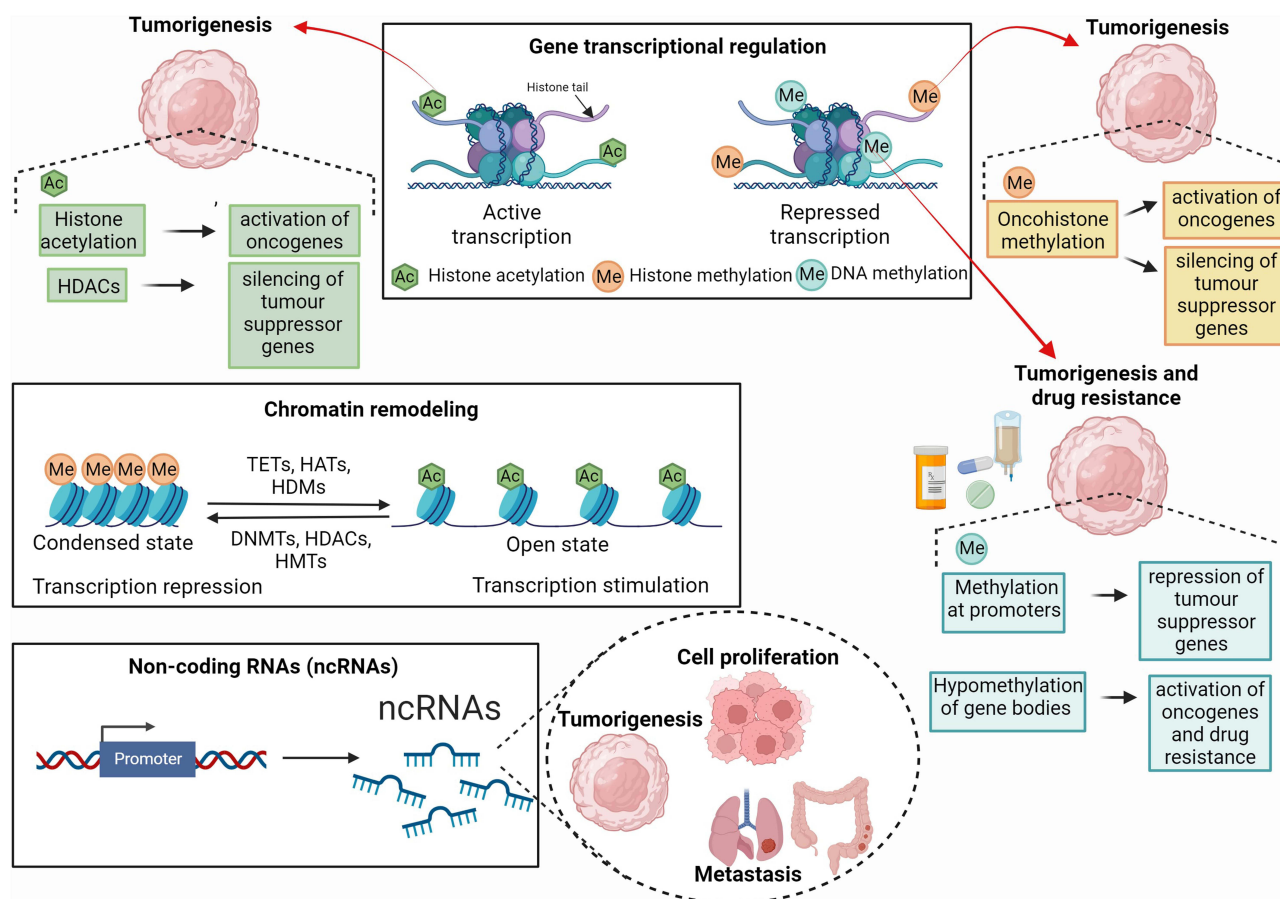 Tumorigenesis
Ac
Histone
acetylation
,
activation of
oncogenes
HDACs
silencing of
tumour
suppressor
genes
Gene transcriptional regulation
Ac
Histone tail
Ac
Active
transcription
Me
Me
Me
Me
Repressed
transcription
Ac Histone acetylation
Me Histone methylation
Me DNA methylation
Tumorigenesis
Me
Oncohistone
methylation
activation of
oncogenes
silencing of
tumour
suppressor
genes
Tumorigenesis and
drug resistance
Rx
Me
Methylation
at promoters
repression of
tumour
suppressor
genes
Hypomethylation
of gene bodies
activation of
oncogenes
and drug
resistance
Chromatin remodeling
Me Me Me Me
Condensed state
Transcription repression
TETs, HATs,
HDMs
DNMTs, HDACs,
HMTs
Ac Ac Ac Ac
Open state
Transcription stimulation
Non-coding RNAs (ncRNAs)
Promoter
ncRNAs
Cell proliferation
Tumorigenesis
Metastasis